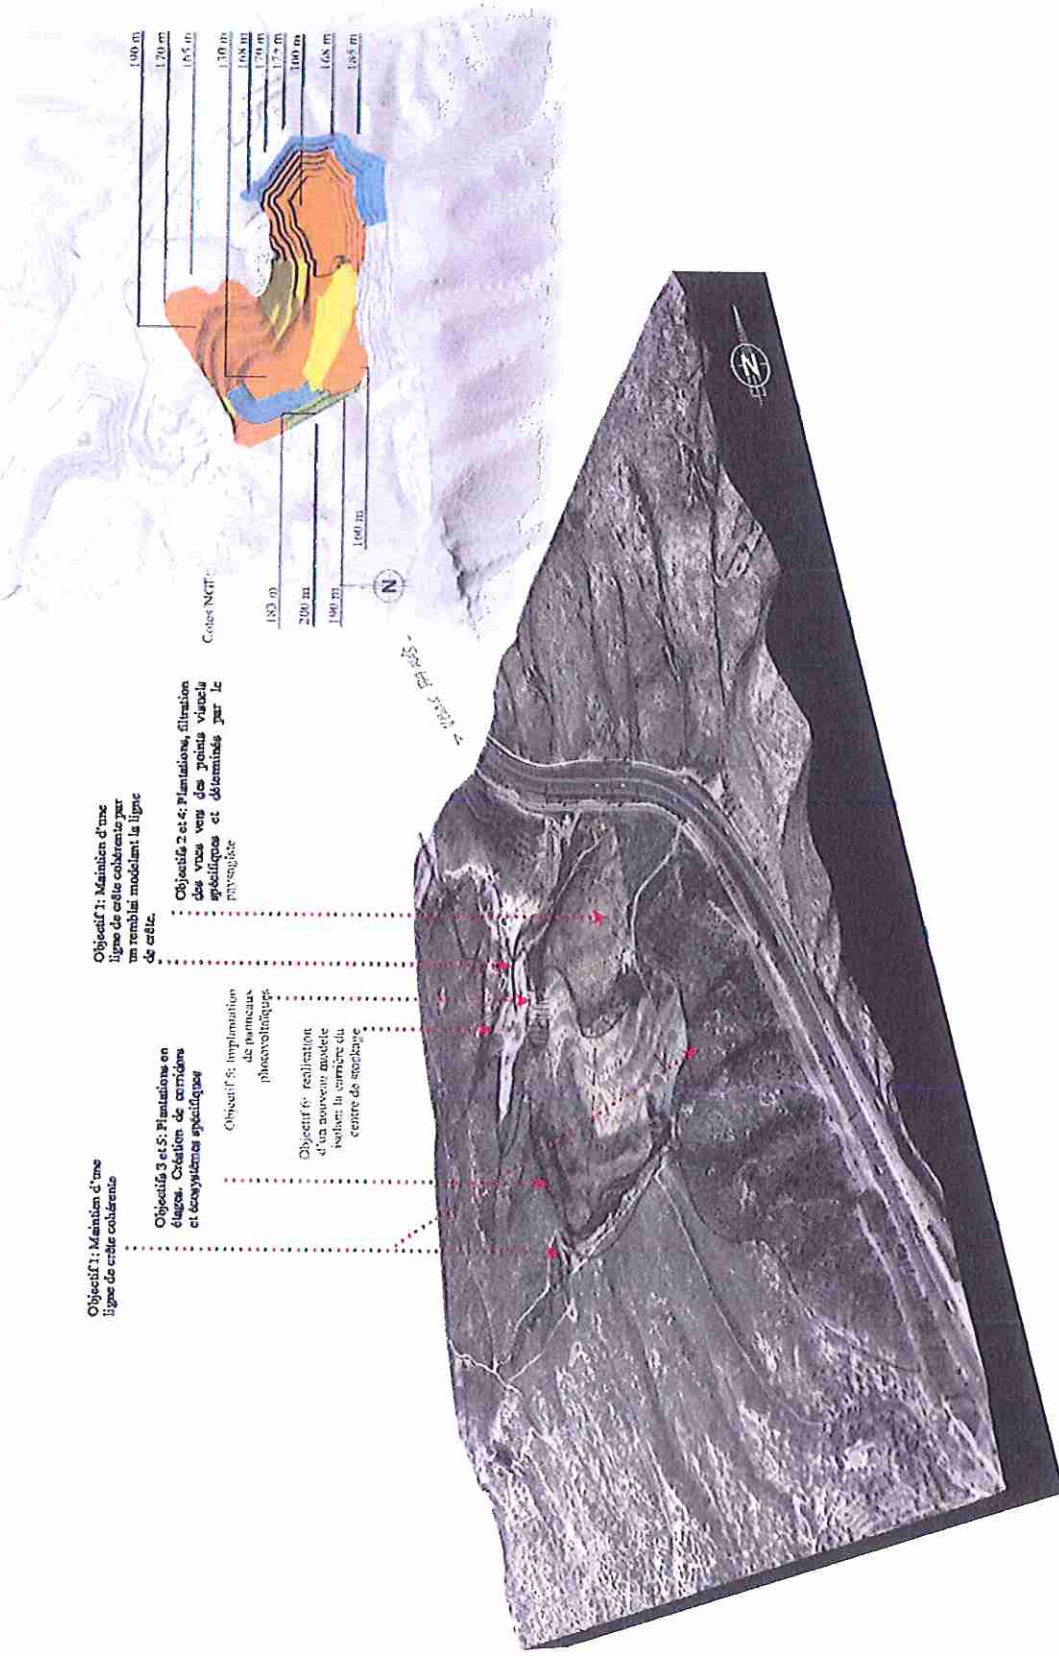 Objectif 1: Maintien d'une
ligne de crête cohérente
Objectifs 3 et 5: Plantations en
étages. Création de corridors
et écosystèmes spécifiques
Objectif 5: Implantation
de panneaux
photovoltaïques
Objectif 6: réalisation
d'un nouveau modelé
isolant la carrière du
centre de stockage
Objectif 1: Maintien d'une
ligne de crête cohérente par
un remblai modelant la ligne
de crête.
Objectifs 2 et 4: Plantations, filtration
des vues vers des points visuels
spécifiques et déterminés par le
paysagiste
Cotes NGF:
183 m
200 m
190 m
160 m
N
190 m
170 m
165 m
130 m
168 m
170 m
172 m
100 m
168 m
185 m
N